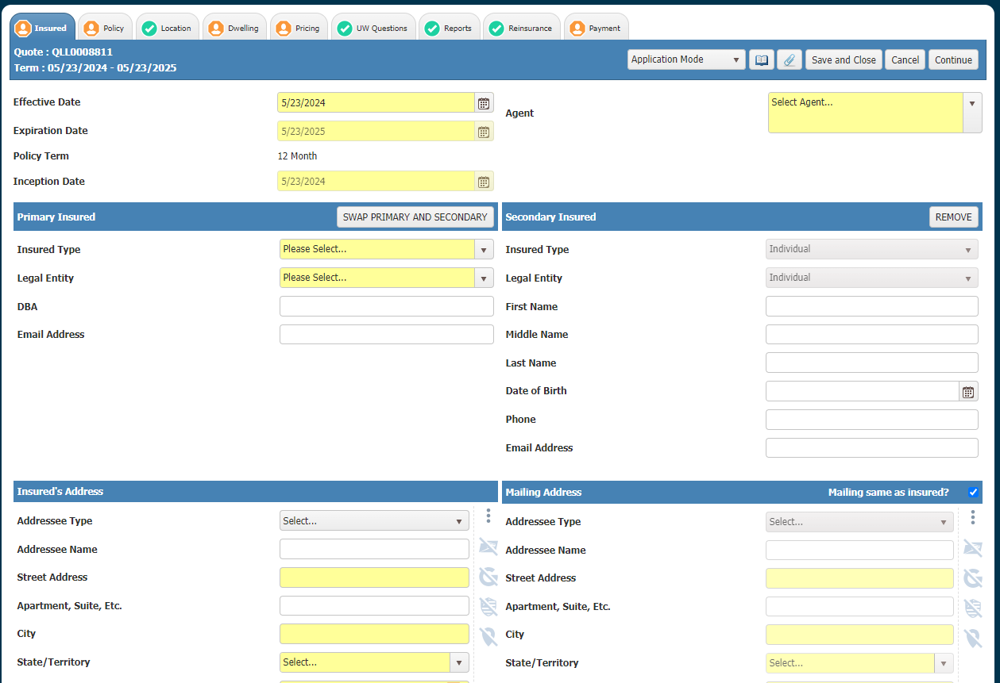 Insured Policy Location Dwelling Pricing UW Questions Reports Reinsurance Payment
Quote : QLL0008811
Term : 05/23/2024 - 05/23/2025
Application Mode Save and Close Cancel Continue
Effective Date 5/23/2024
Agent Select Agent...
Expiration Date 5/23/2025
Policy Term 12 Month
Inception Date 5/23/2024
Primary Insured SWAP PRIMARY AND SECONDARY
Insured Type Please Select...
Legal Entity Please Select...
DBA
Email Address
Secondary Insured REMOVE
Insured Type Individual
Legal Entity Individual
First Name
Middle Name
Last Name
Date of Birth
Phone
Email Address
Insured's Address
Addressee Type Select...
Addressee Name
Street Address
Apartment, Suite, Etc.
City
State/Territory Select...
Mailing Address Mailing same as insured?
Addressee Type Select...
Addressee Name
Street Address
Apartment, Suite, Etc.
City
State/Territory Select...